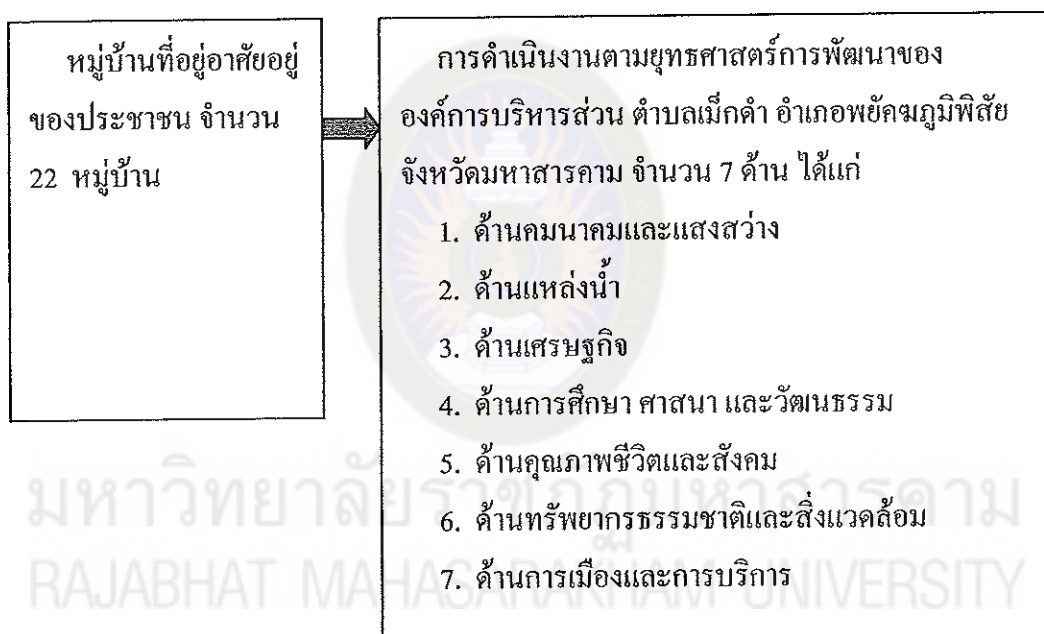 หมู่บ้านที่อยู่อาศัยอยู่
ของประชาชน จำนวน
22 หมู่บ้าน
การดำเนินงานตามยุทธศาสตร์การพัฒนาของ
องค์การบริหารส่วน ตำบลเม็กดำ อำเภอพยัคฆภูมิพิสัย
จังหวัดมหาสารคาม จำนวน 7 ด้าน ได้แก่
1. ด้านคมนาคมและแสงสว่าง
2. ด้านแหล่งน้ำ
3. ด้านเศรษฐกิจ
4. ด้านการศึกษา ศาสนา และวัฒนธรรม
5. ด้านคุณภาพชีวิตและสังคม
6. ด้านทรัพยากรธรรมชาติและสิ่งแวดล้อม
7. ด้านการเมืองและการบริการ
มหาวิทยาลัยราชภัฏมหาสารคาม
RAJABHAT MAHASARAKHAM UNIVERSITY